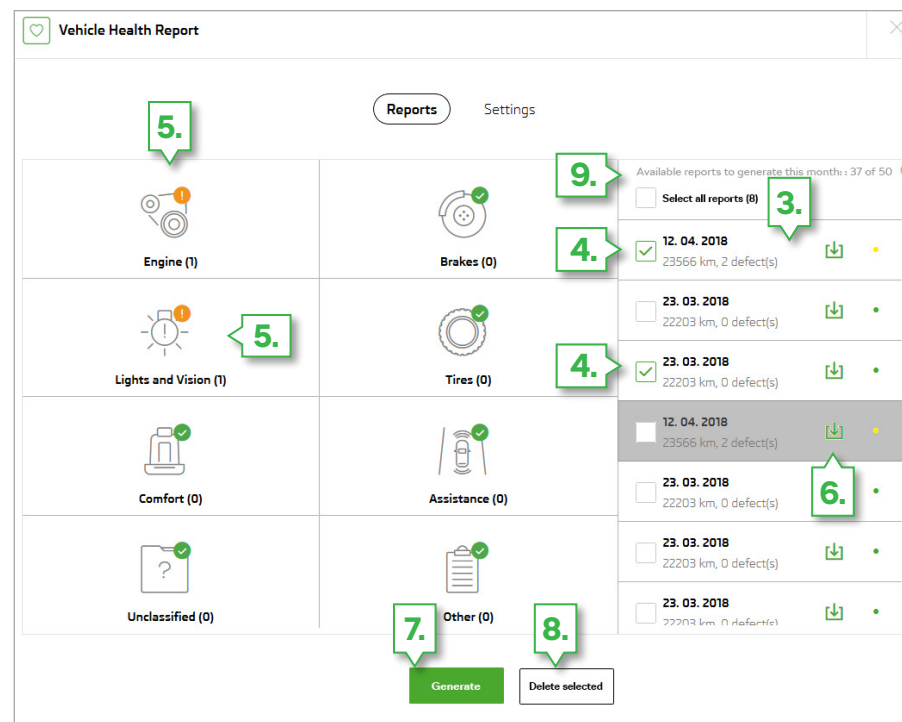 Vehicle Health Report
Reports Settings
5.
9.
Available reports to generate this month: : 37 of 50
Select all reports (8)
3.
Engine (1)
Brakes (0)
4.
12. 04. 2018
23566 km, 2 defect(s)
23. 03. 2018
22203 km, 0 defect(s)
5.
Lights and Vision (1)
Tires (0)
4.
23. 03. 2018
22203 km, 0 defect(s)
12. 04. 2018
23566 km, 2 defect(s)
6.
Comfort (0)
Assistance (0)
23. 03. 2018
22203 km, 0 defect(s)
23. 03. 2018
22203 km, 0 defect(s)
?
Unclassified (0)
Other (0)
23. 03. 2018
22203 km, 0 defect(s)
7.
8.
Generate
Delete selected